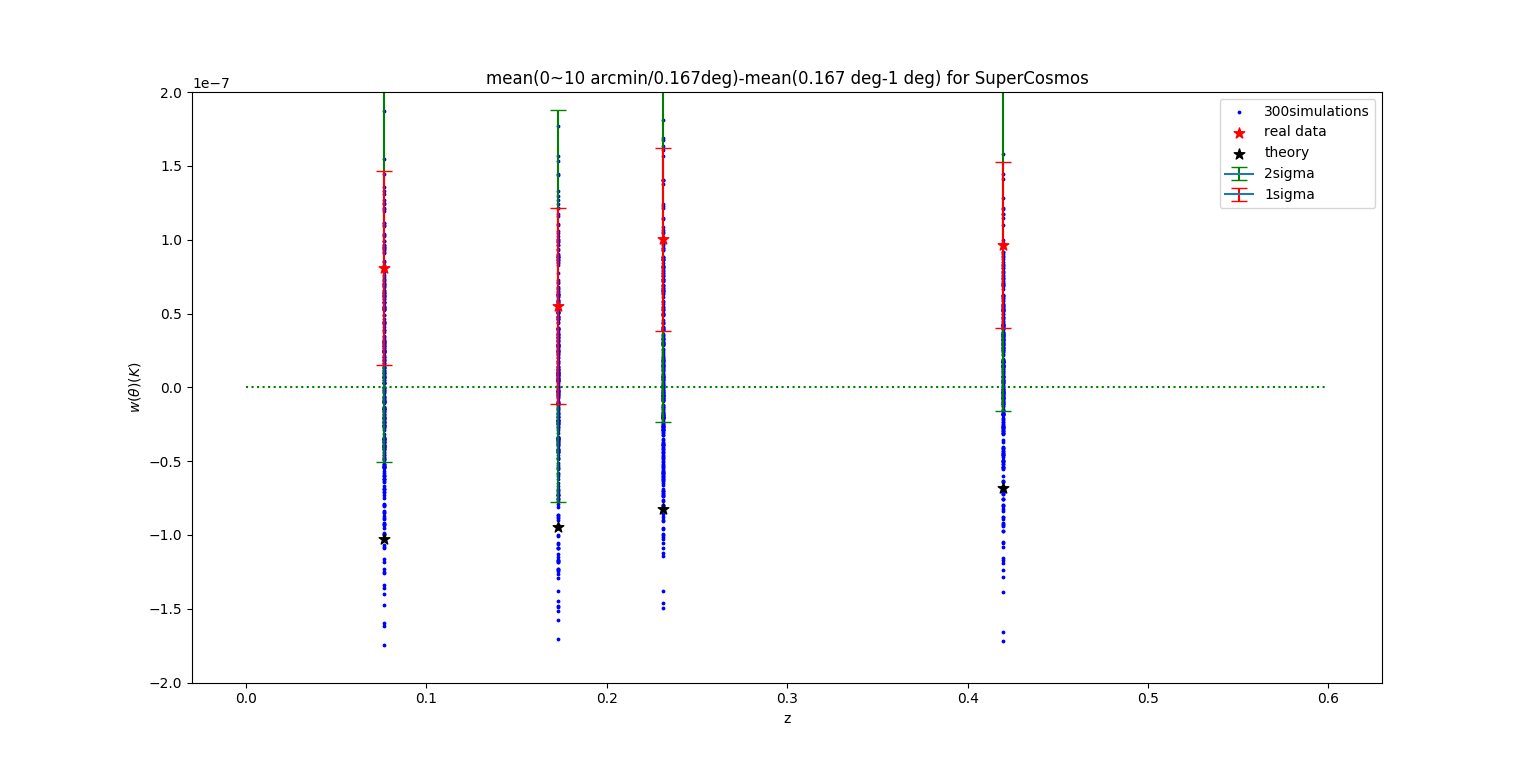 mean(0~10 arcmin/0.167deg)-mean(0.167 deg-1 deg) for SuperCosmos
1e−7
2.0
1.5
1.0
0.5
0.0
−0.5
−1.0
−1.5
−2.0
w(θ)(K)
300simulations
real data
theory
2sigma
1sigma
0.0 0.1 0.2 0.3 0.4 0.5 0.6
z